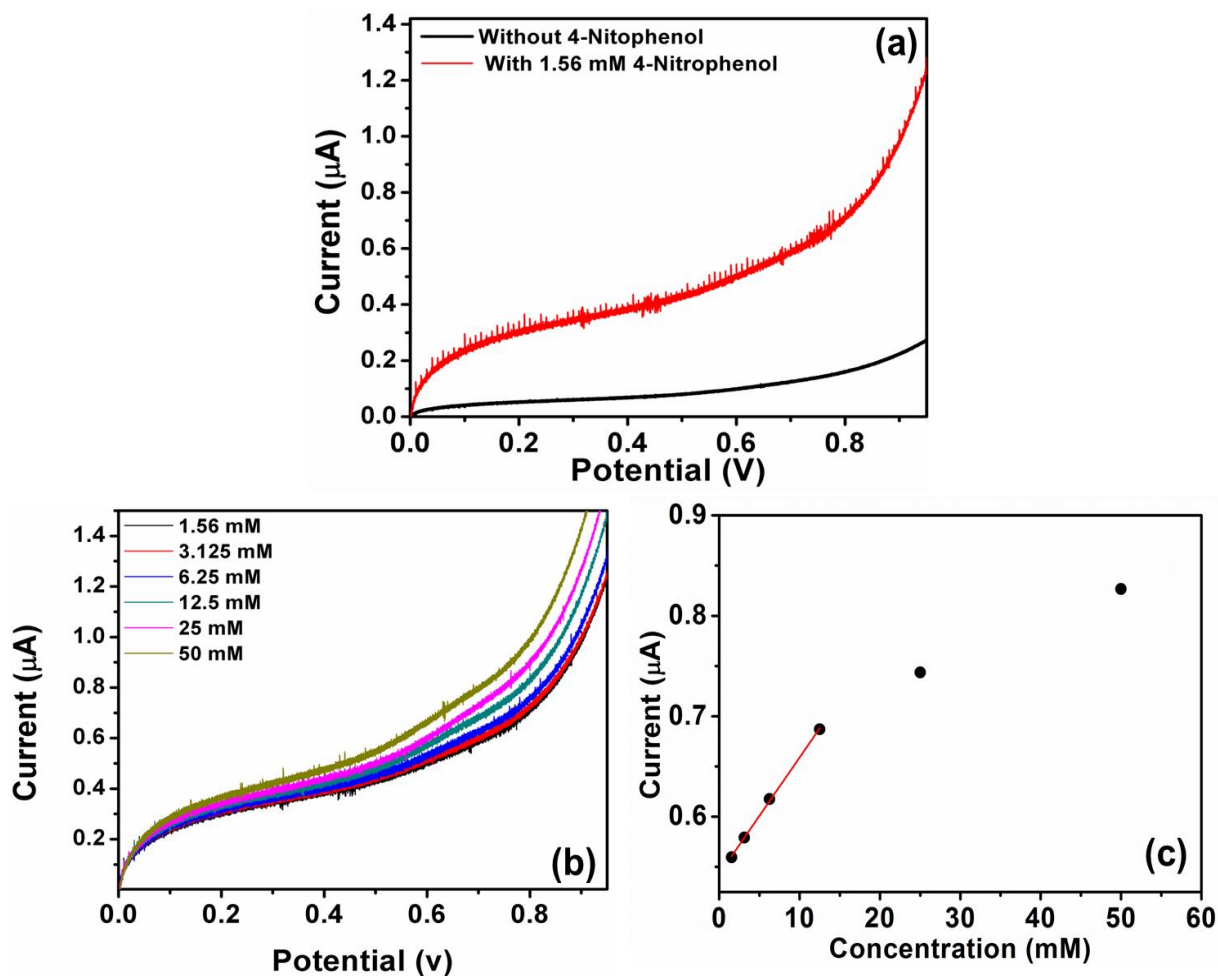 Without 4-Nitophenol
With 1.56 mM 4-Nitrophenol
(a)
1.4
1.2
1.0
0.8
0.6
0.4
0.2
0.0
Current (μA)
0.0 0.2 0.4 0.6 0.8
Potential (V)
1.56 mM
3.125 mM
6.25 mM
12.5 mM
25 mM
50 mM
(b)
1.4
1.2
1.0
0.8
0.6
0.4
0.2
Current (μA)
0.0 0.2 0.4 0.6 0.8
Potential (v)
0.9
0.8
0.7
0.6
Current (μA)
(c)
0 10 20 30 40 50 60
Concentration (mM)